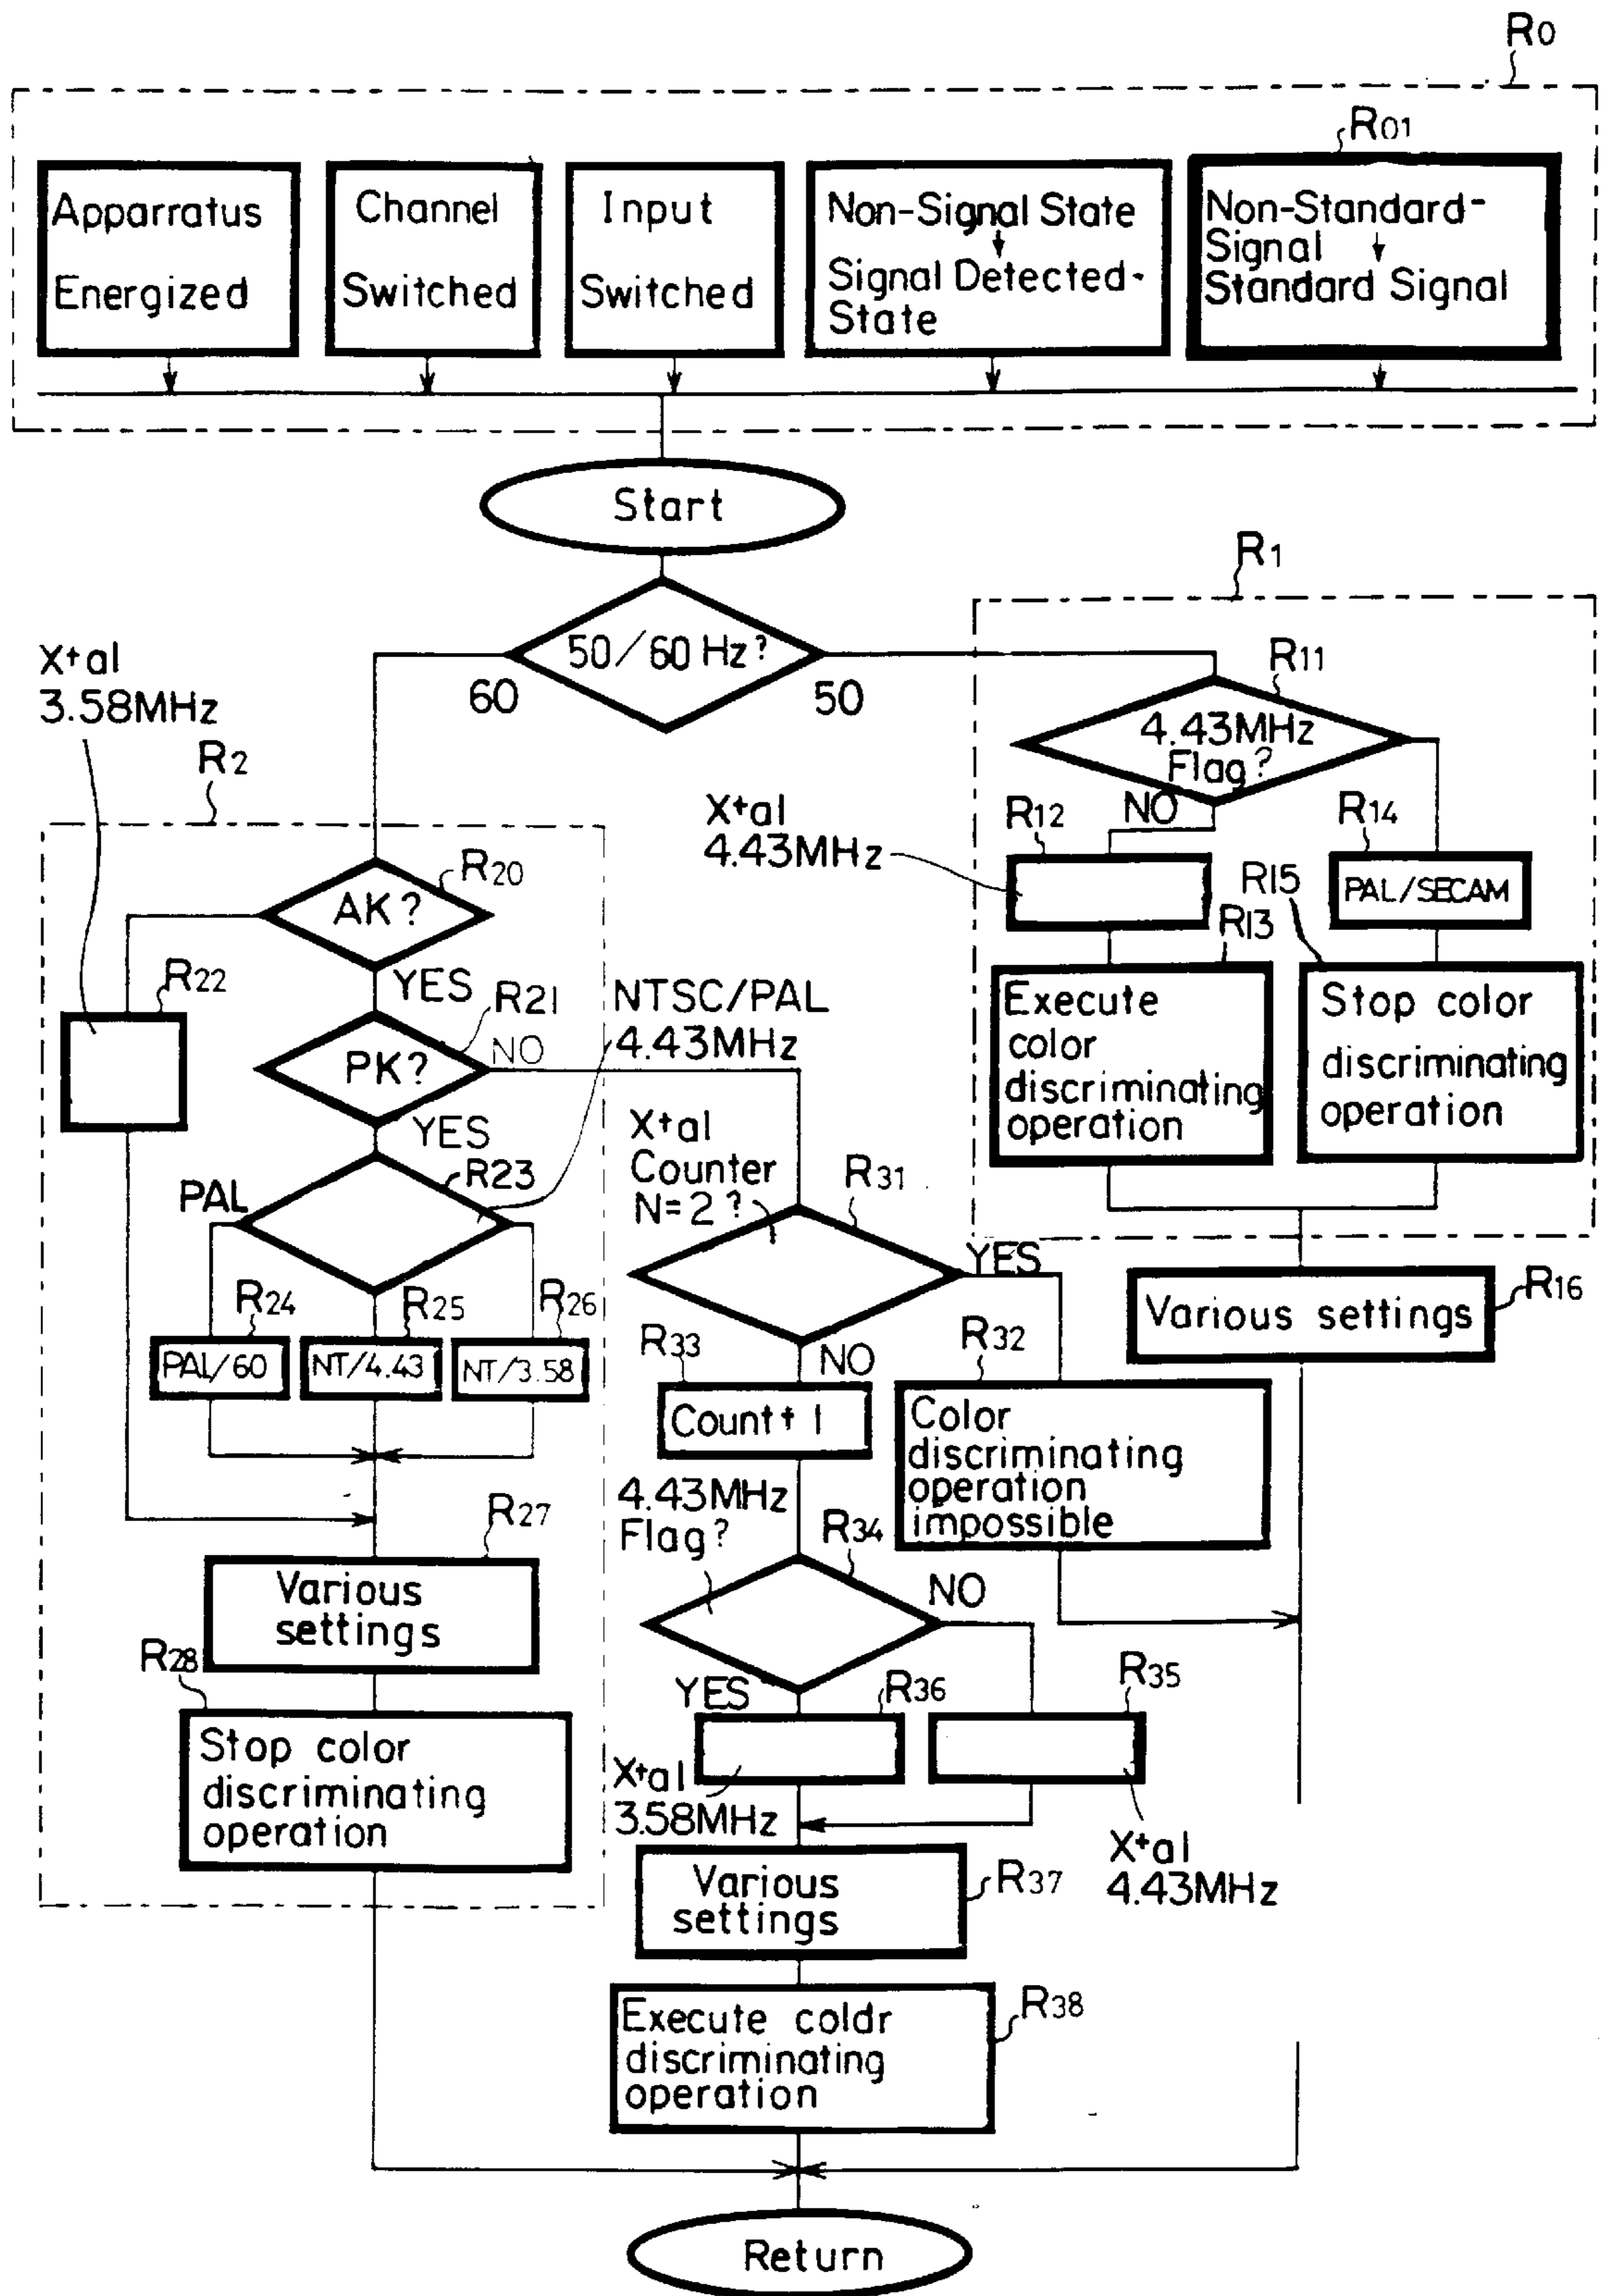 R0
R01
Apparratus
Energized
Channel
Switched
Input
Switched
Non-Signal State
Signal Detected-
State
Non-Standard-
Signal
Standard Signal
Start
50/60 Hz?
60
50
R1
R11
4.43MHz
Flag?
NO
R12
X'tal
4.43MHz
R14
PAL/SECAM
R15
R13
Execute
color
discriminating
operation
Stop color
discriminating
operation
Various settings
R16
X'tal
3.58MHz
R2
AK?
R20
YES
R22
PK?
R21
NO
YES
NTSC/PAL
4.43MHz
R23
PAL
R24
R25
R26
PAL/60
NT/4.43
NT/3.58
R27
Various
settings
R28
Stop color
discriminating
operation
X'tal
Counter
N=2?
R31
YES
NO
R33
Count+1
R32
Color
discriminating
operation
impossible
4.43MHz
Flag?
R34
NO
YES
R36
R35
X'tal
3.58MHz
X'tal
4.43MHz
Various
settings
R37
Execute coldr
discriminating
operation
R38
Return